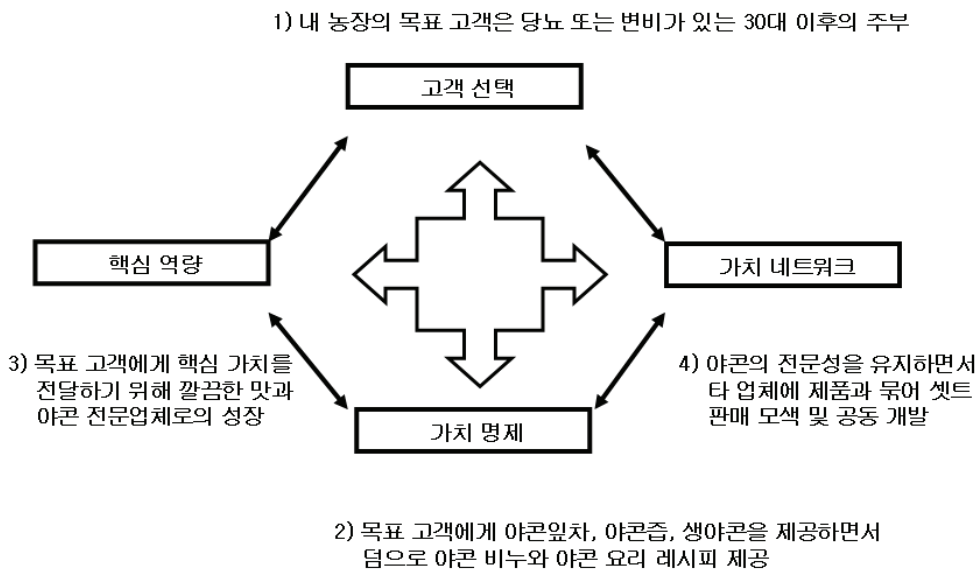 1) 내 농장의 목표 고객은 당뇨 또는 변비가 있는 30대 이후의 주부
고객 선택
핵심 역량
가치 네트워크
3) 목표 고객에게 핵심 가치를
전달하기 위해 깔끔한 맛과
야콘 전문업체로의 성장
4) 야콘의 전문성을 유지하면서
타 업체에 제품과 묶어 셋트
판매 모색 및 공동 개발
가치 명제
2) 목표 고객에게 야콘잎차, 야콘즙, 생야콘을 제공하면서
덤으로 야콘 비누와 야콘 요리 레시피 제공